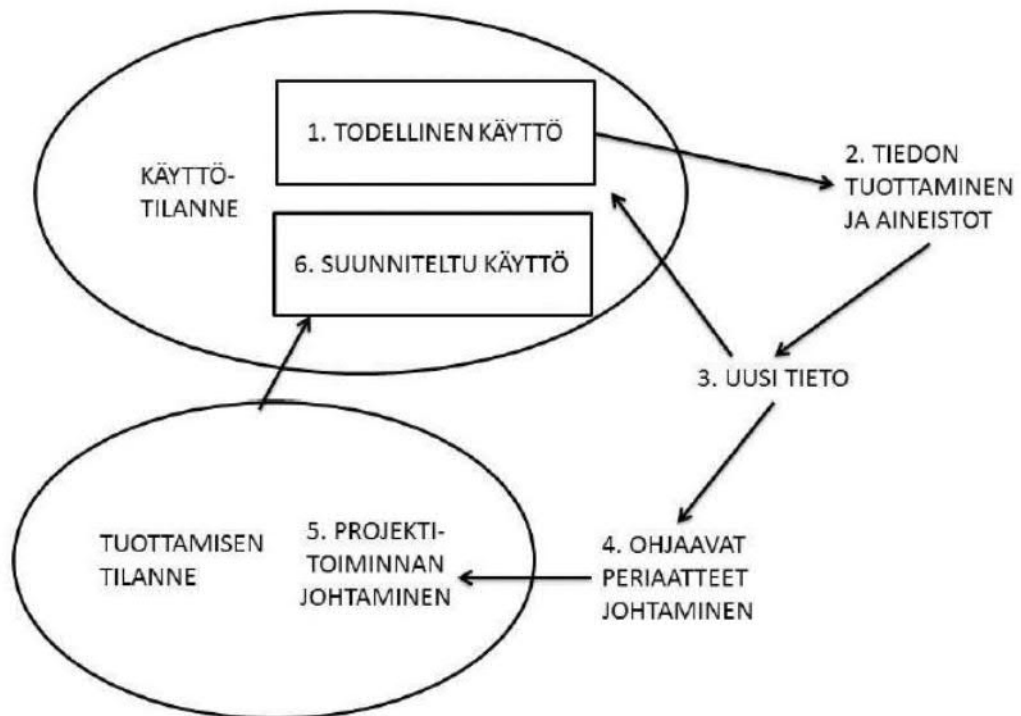 1. TODELLINEN KÄYTTÖ
KÄYTTÖ-
TILANNE
6. SUUNNITELTU KÄYTTÖ
2. TIEDON
TUOTTAMINEN
JA AINEISTOT
3. UUSI TIETO
4. OHJAAVAT
PERIAATTEET
JOHTAMINEN
5. PROJEKTI-
TOIMINNAN
JOHTAMINEN
TUOTTAMISEN
TILANNE